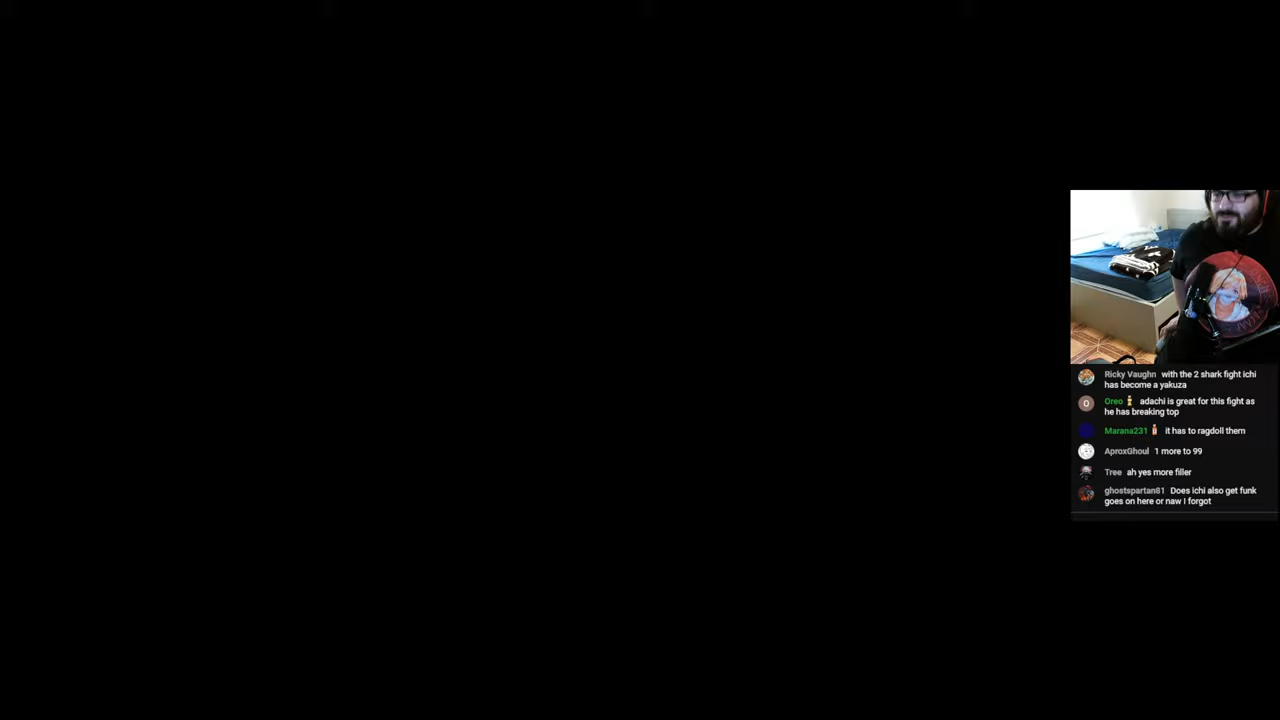 Ricky Vaughn with the 2 shark fight ichi
has become a yakuza
Oreo adachi is great for this fight as
he has breaking top
Marana231 it has to ragdoll them
AproxGhoul 1 more to 99
Tree ah yes more filler
ghostspartan81 Does ichi also get funk
goes on here or naw I forgot